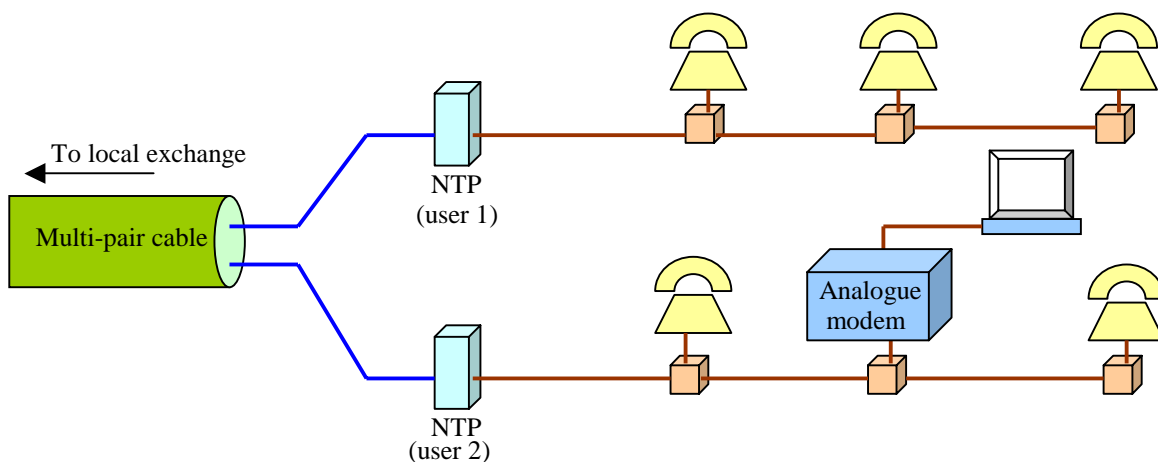 To local exchange
Multi-pair cable
NTP
(user 1)
Analogue
modem
NTP
(user 2)